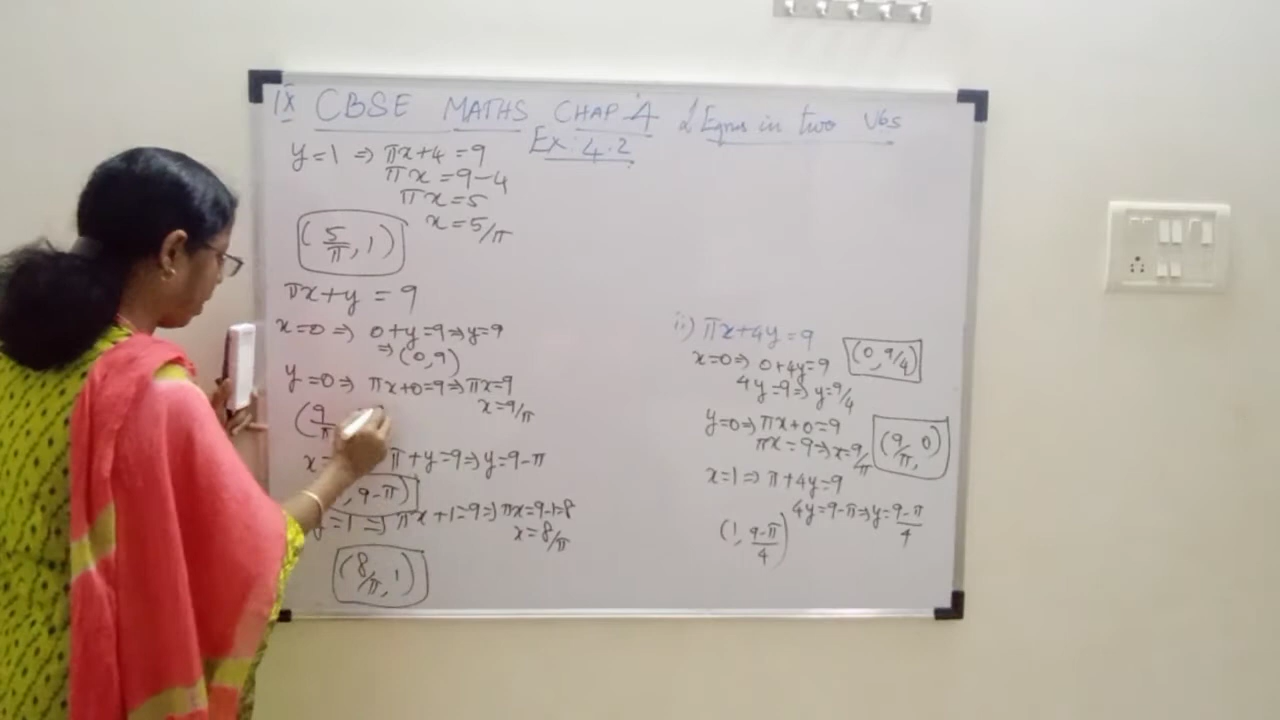 IX CBSE MATHS CHAP 4 L Eqns in two Vbs
Ex: 4.2
y=1 ⇒ πx+4=9
πx=9-4
πx=5
x=5/π
(5/π, 1)
πx+y=9
x=0 ⇒ 0+y=9⇒y=9
⇒(0,9)
y=0⇒ πx+0=9⇒πx=9
x=9/π
(9/π
x= π+y=9⇒y=9-π
, 9-π)
y=1 ⇒ πx+1=9⇒πx=9-1=8
x=8/π
(8/π, 1)
ii) πx+4y=9
x=0⇒ 0+4y=9 (0, 9/4)
4y=9⇒y=9/4
y=0⇒πx+0=9
πx=9⇒x=9/π (9/π, 0)
x=1⇒π+4y=9
4y=9-π⇒y=9-π/4
(1, 9-π/4)